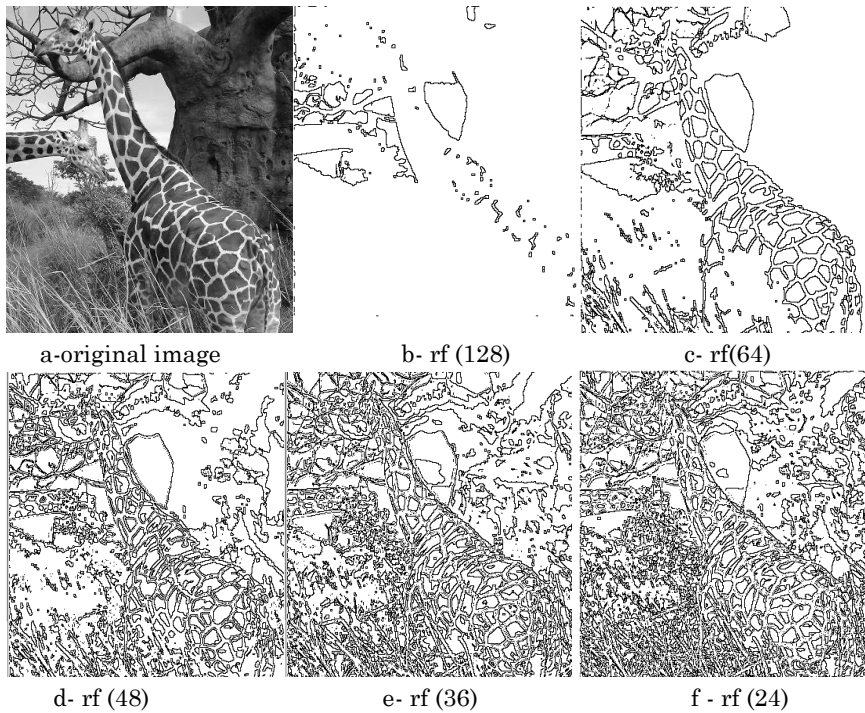 a-original image
b- rf (128)
c- rf(64)
d- rf (48)
e- rf (36)
f - rf (24)